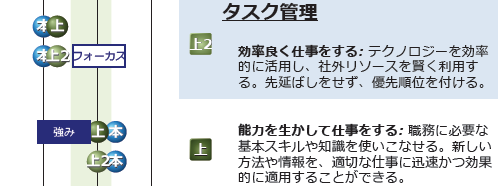 タスク管理
本上
本上2 フォーカス
上2
効率良く仕事をする: テクノロジーを効率
的に活用し、社外リソースを賢く利用す
る。先延ばしをせず、優先順位を付ける。
強み 上本
上2本
上
能力を生かして仕事をする: 職務に必要な
基本スキルや知識を使いこなせる。新しい
方法や情報を、適切な仕事に迅速かつ効果
的に適用することができる。